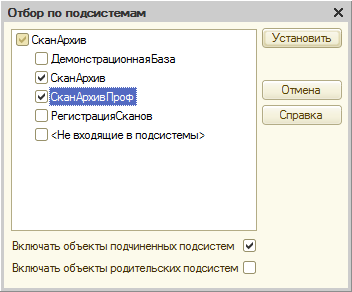 Отбор по подсистемам
СканАрхив
Установить
ДемонстрационнаяБаза
СканАрхив
СканАрхивПроф
Отмена
РегистрацияСканов
Справка
<Не входящие в подсистемы>
Включать объекты подчиненных подсистем
Включать объекты родительских подсистем